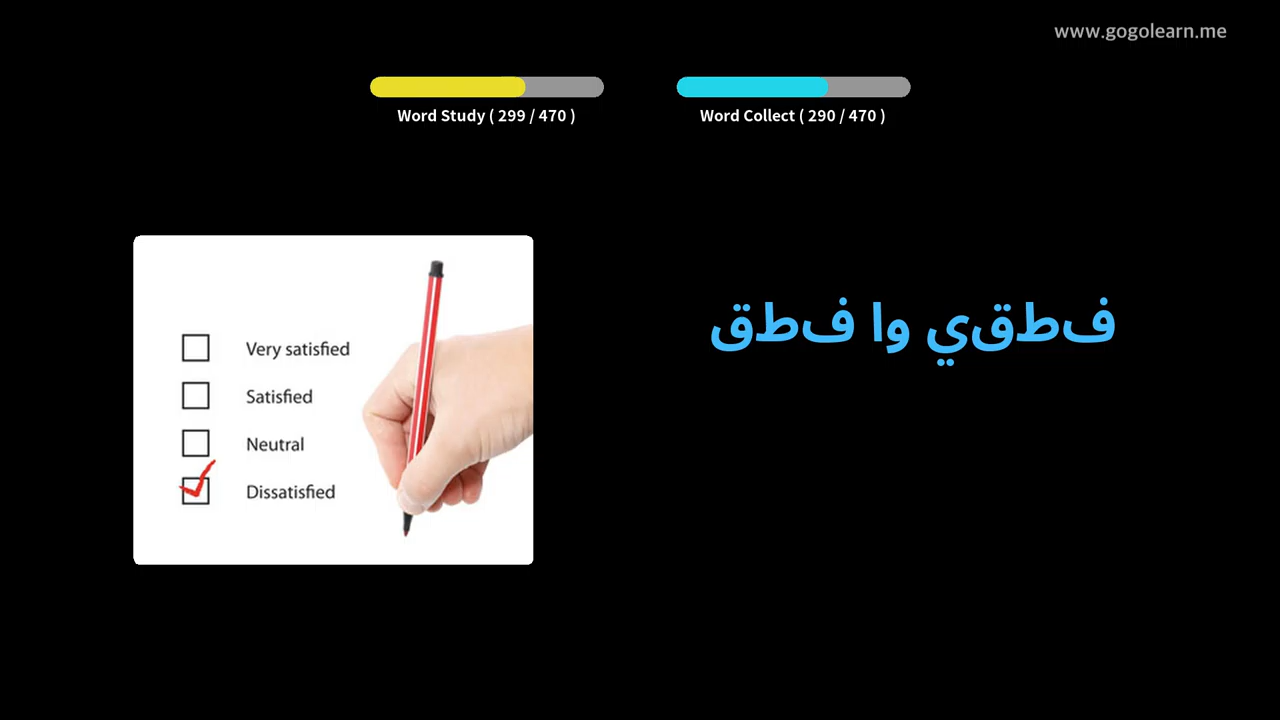 www.gogolearn.me
Word Study ( 299 / 470 )
Word Collect ( 290 / 470 )
فطقي وا فطق
Very satisfied
Satisfied
Neutral
Dissatisfied